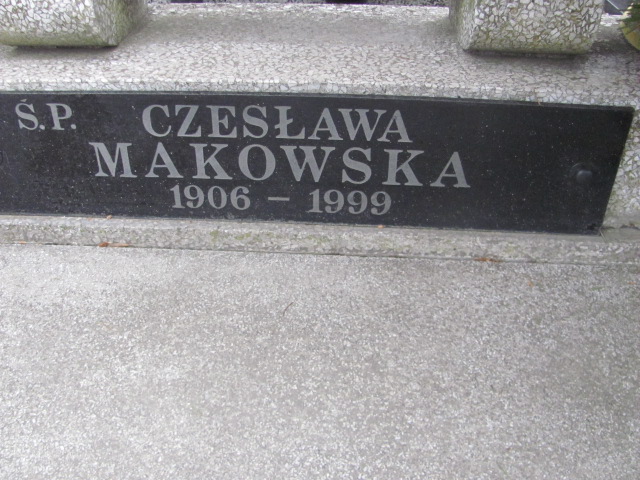 Ś.P. CZESŁAWA
MAKOWSKA
1906 – 1999